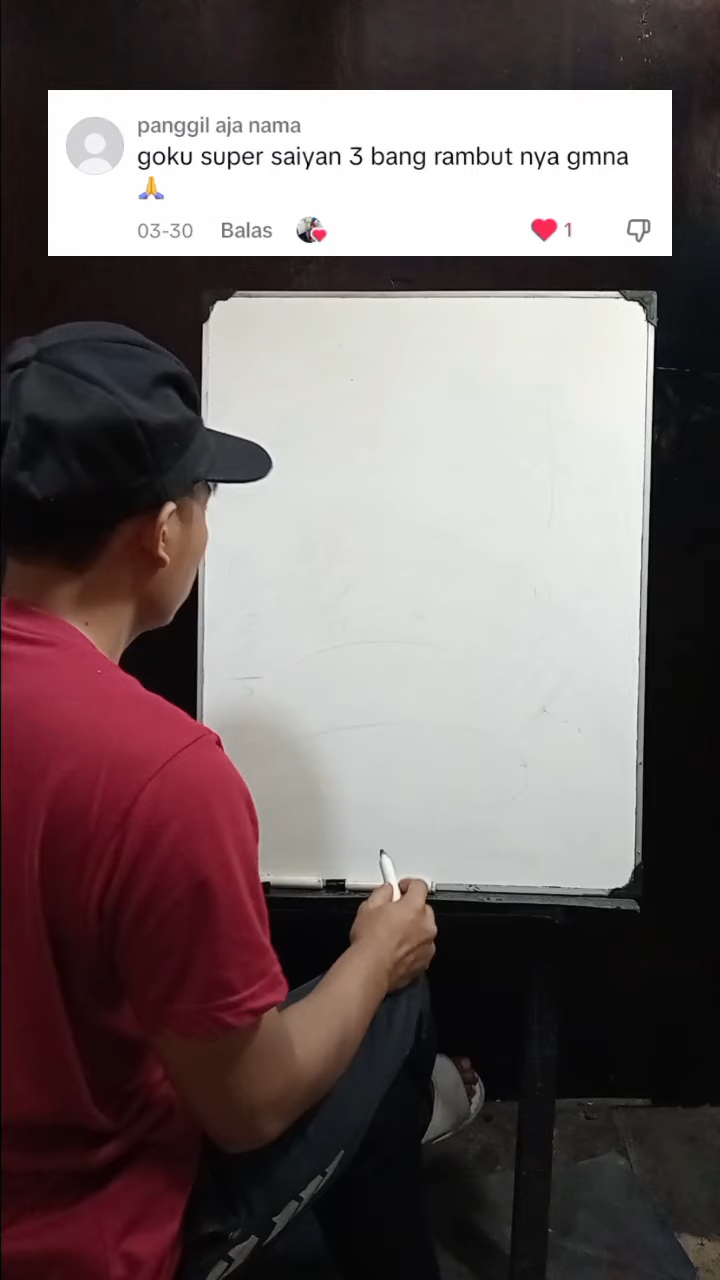 panggil aja nama
goku super saiyan 3 bang rambut nya gmna
🙏
03-30 Balas 1